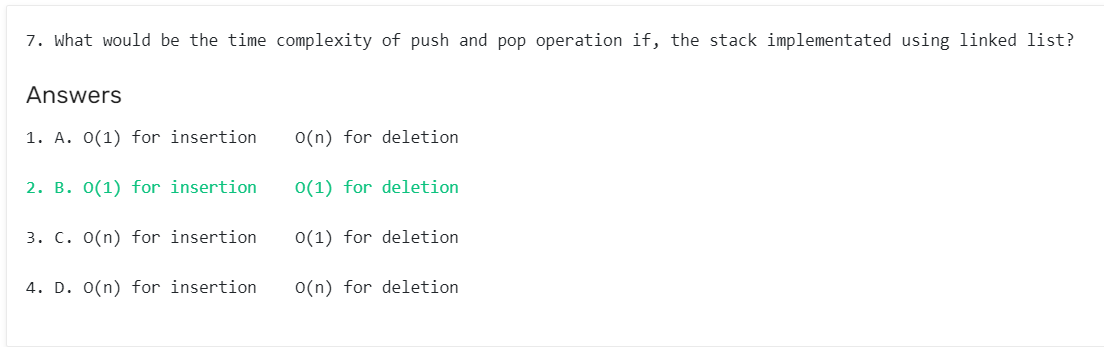 7. What would be the time complexity of push and pop operation if, the stack implementated using linked list?
Answers
1. A. O(1) for insertion    O(n) for deletion
2. B. O(1) for insertion    O(1) for deletion
3. C. O(n) for insertion    O(1) for deletion
4. D. O(n) for insertion    O(n) for deletion